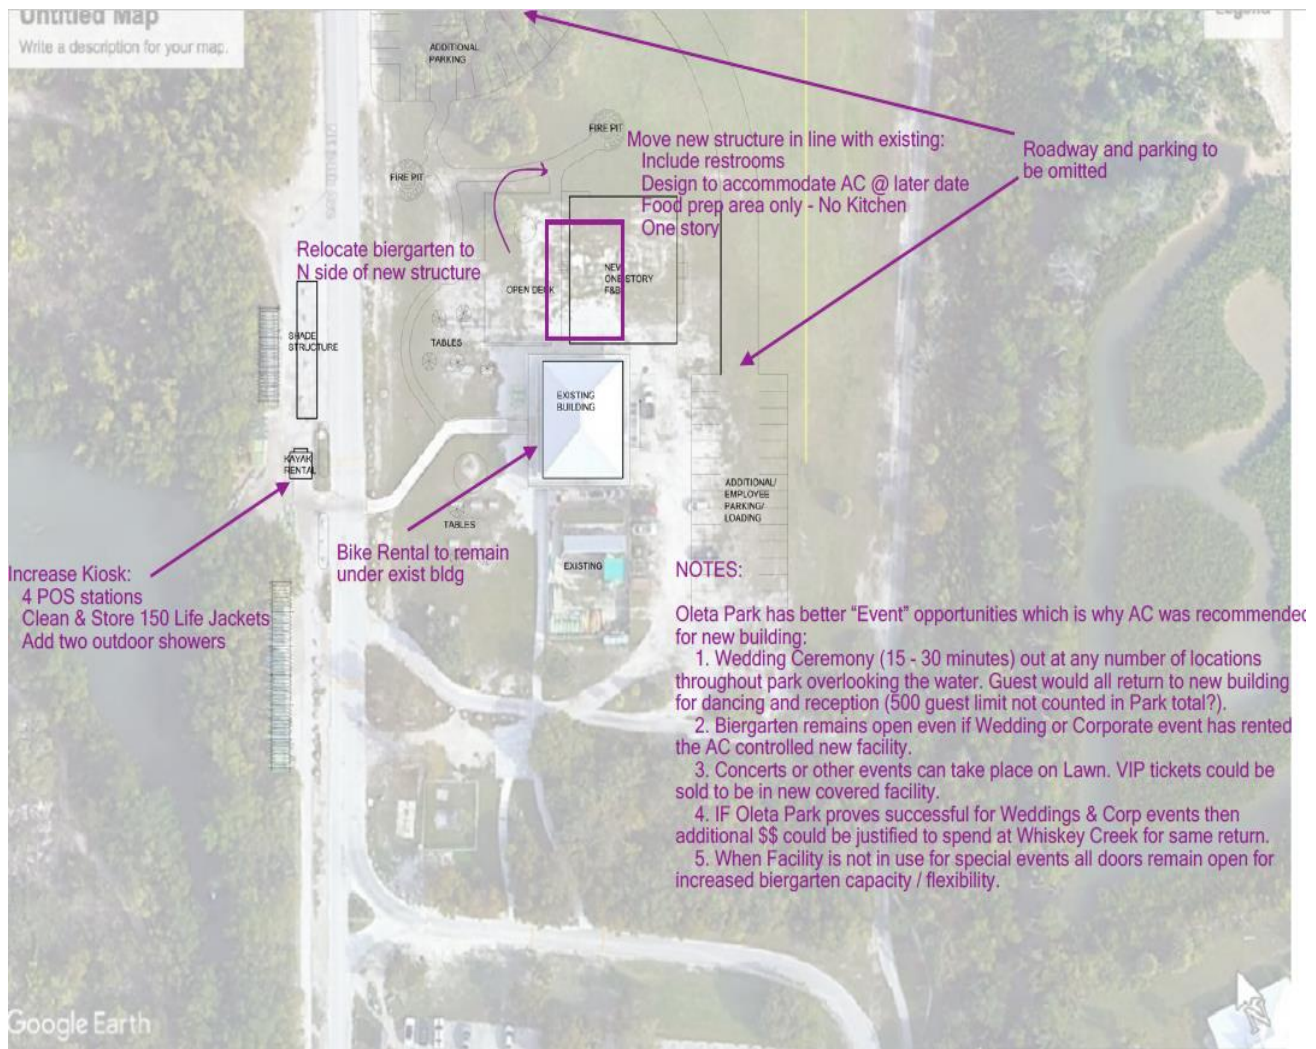 Untitled Map
Write a description for your map.
Legend
ADDITIONAL
PARKING
FIRE PIT
FIRE PIT
Move new structure in line with existing:
Include restrooms
Design to accommodate AC @ later date
Food prep area only - No Kitchen
One story
Roadway and parking to
be omitted
Relocate biergarten to
N side of new structure
OPEN DECK
NEW
ONE STORY
F&B
SHADE
STRUCTURE
TABLES
EXISTING
BUILDING
KAYAK
RENTAL
ADDITIONAL/
EMPLOYEE
PARKING/
LOADING
TABLES
Bike Rental to remain
under exist bldg
EXISTING
Increase Kiosk:
4 POS stations
Clean & Store 150 Life Jackets
Add two outdoor showers
NOTES:
Oleta Park has better “Event” opportunities which is why AC was recommended
for new building:
1. Wedding Ceremony (15 - 30 minutes) out at any number of locations
throughout park overlooking the water. Guest would all return to new building
for dancing and reception (500 guest limit not counted in Park total?).
2. Biergarten remains open even if Wedding or Corporate event has rented
the AC controlled new facility.
3. Concerts or other events can take place on Lawn. VIP tickets could be
sold to be in new covered facility.
4. IF Oleta Park proves successful for Weddings & Corp events then
additional $$ could be justified to spend at Whiskey Creek for same return.
5. When Facility is not in use for special events all doors remain open for
increased biergarten capacity / flexibility.
Google Earth
N